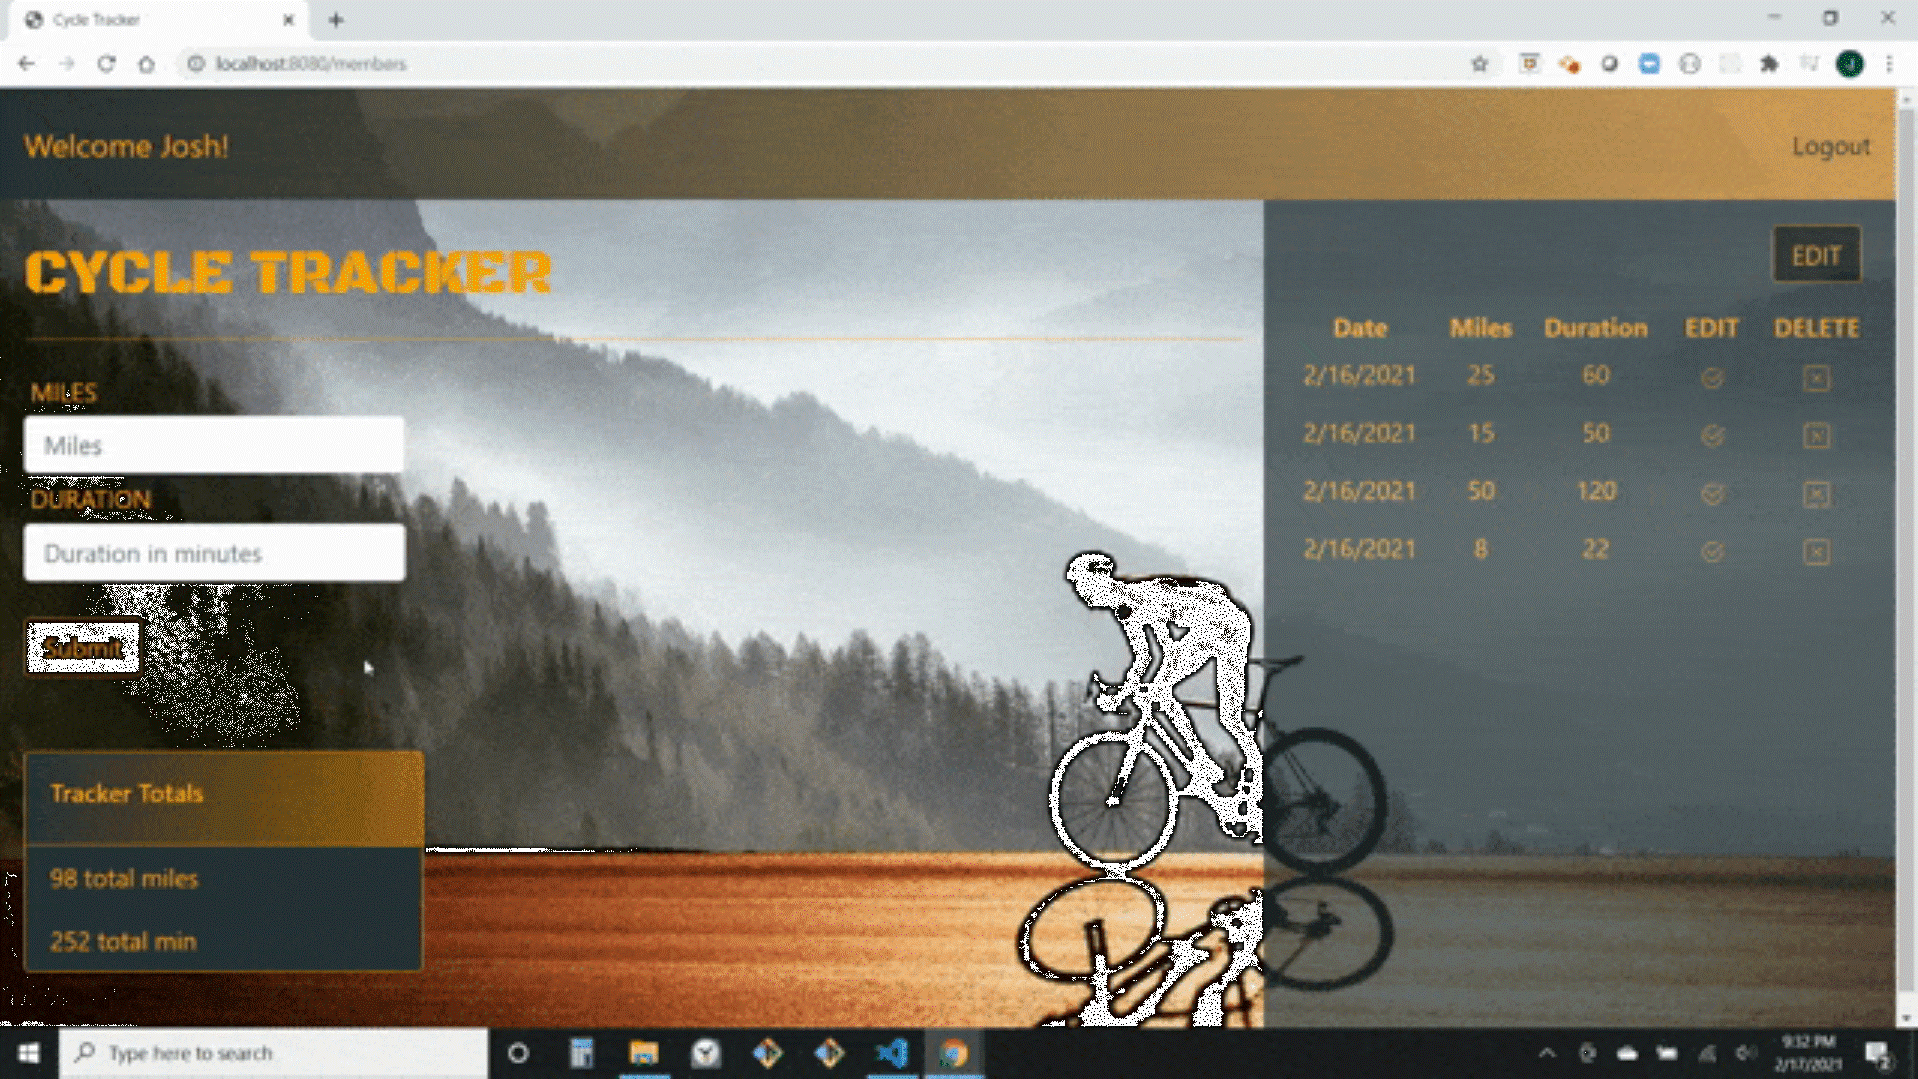 Cycle Tracker
localhost:8080/members
Welcome Josh!
Logout
CYCLE TRACKER
MILES
Miles
DURATION
Duration in minutes
Submit
Tracker Totals
98 total miles
252 total min
EDIT
Date Miles Duration EDIT DELETE
2/16/2021 25 60
2/16/2021 15 50
2/16/2021 50 120
2/16/2021 8 22
Type here to search
9:32 PM
2/17/2021
2